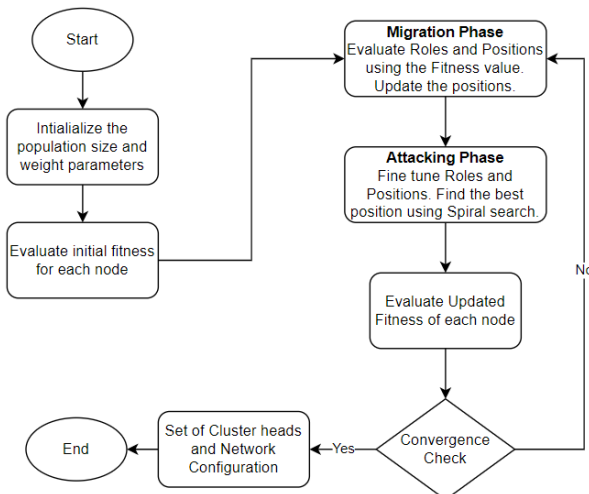 Start
Intialialize the
population size and
weight parameters
Evaluate initial fitness
for each node
Migration Phase
Evaluate Roles and Positions
using the Fitness value.
Update the positions.
Attacking Phase
Fine tune Roles and
Positions. Find the best
position using Spiral search.
Evaluate Updated
Fitness of each node
Convergence
Check
No
Yes
Set of Cluster heads
and Network
Configuration
End